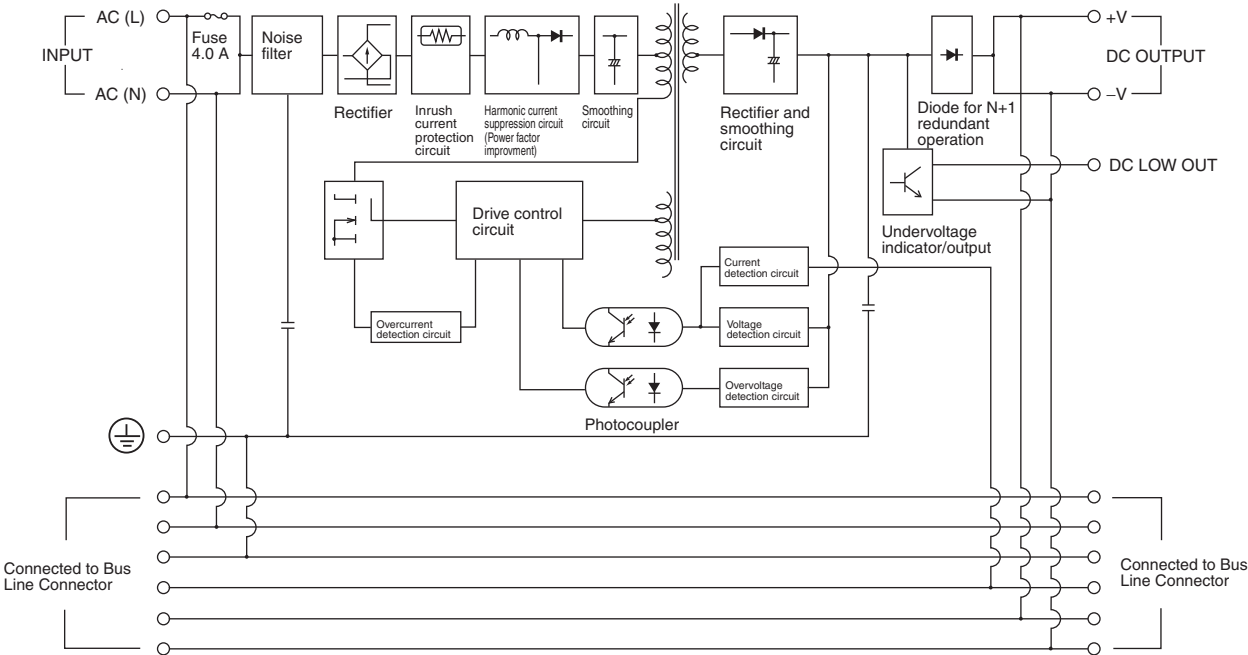 AC (L)
INPUT
AC (N)
Fuse
4.0 A
Noise
filter
Rectifier
Inrush
current
protection
circuit
Harmonic current
suppression circuit
(Power factor
improvment)
Smoothing
circuit
Rectifier and
smoothing
circuit
Diode for N+1
redundant
operation
+V
DC OUTPUT
–V
DC LOW OUT
Undervoltage
indicator/output
Drive control
circuit
Overcurrent
detection circuit
Current
detection circuit
Voltage
detection circuit
Overvoltage
detection circuit
Photocoupler
Connected to Bus
Line Connector
Connected to Bus
Line Connector